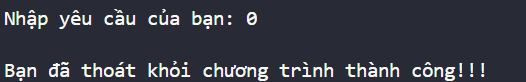 Nhập yêu cầu của bạn: 0
Bạn đã thoát khỏi chương trình thành công!!!